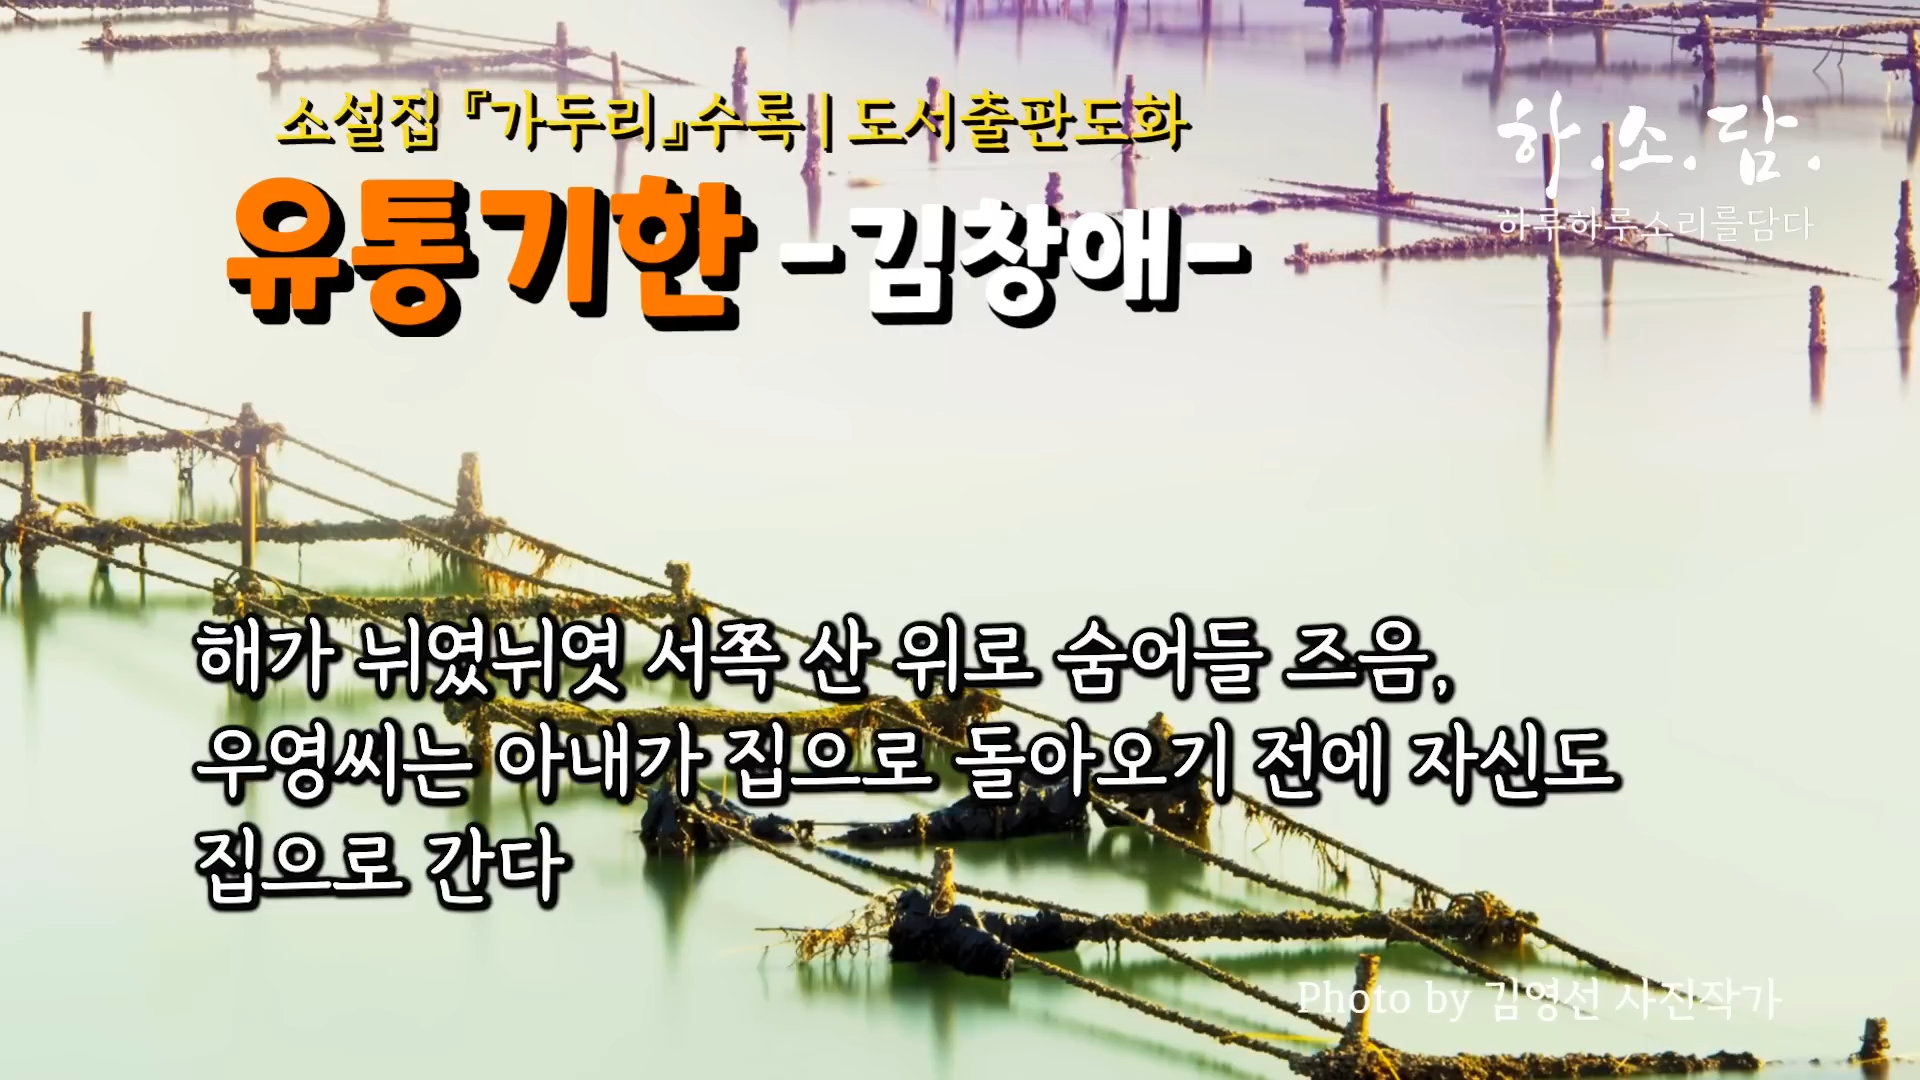 소설집 『가두리』수록 | 도서출판도화
유통기한 -김창애-
하.소.담.
하루하루소리를담다
해가 뉘였뉘엿 서쪽 산 위로 숨어들 즈음,
우영씨는 아내가 집으로 돌아오기 전에 자신도
집으로 간다
Photo by 김영선 사진작가